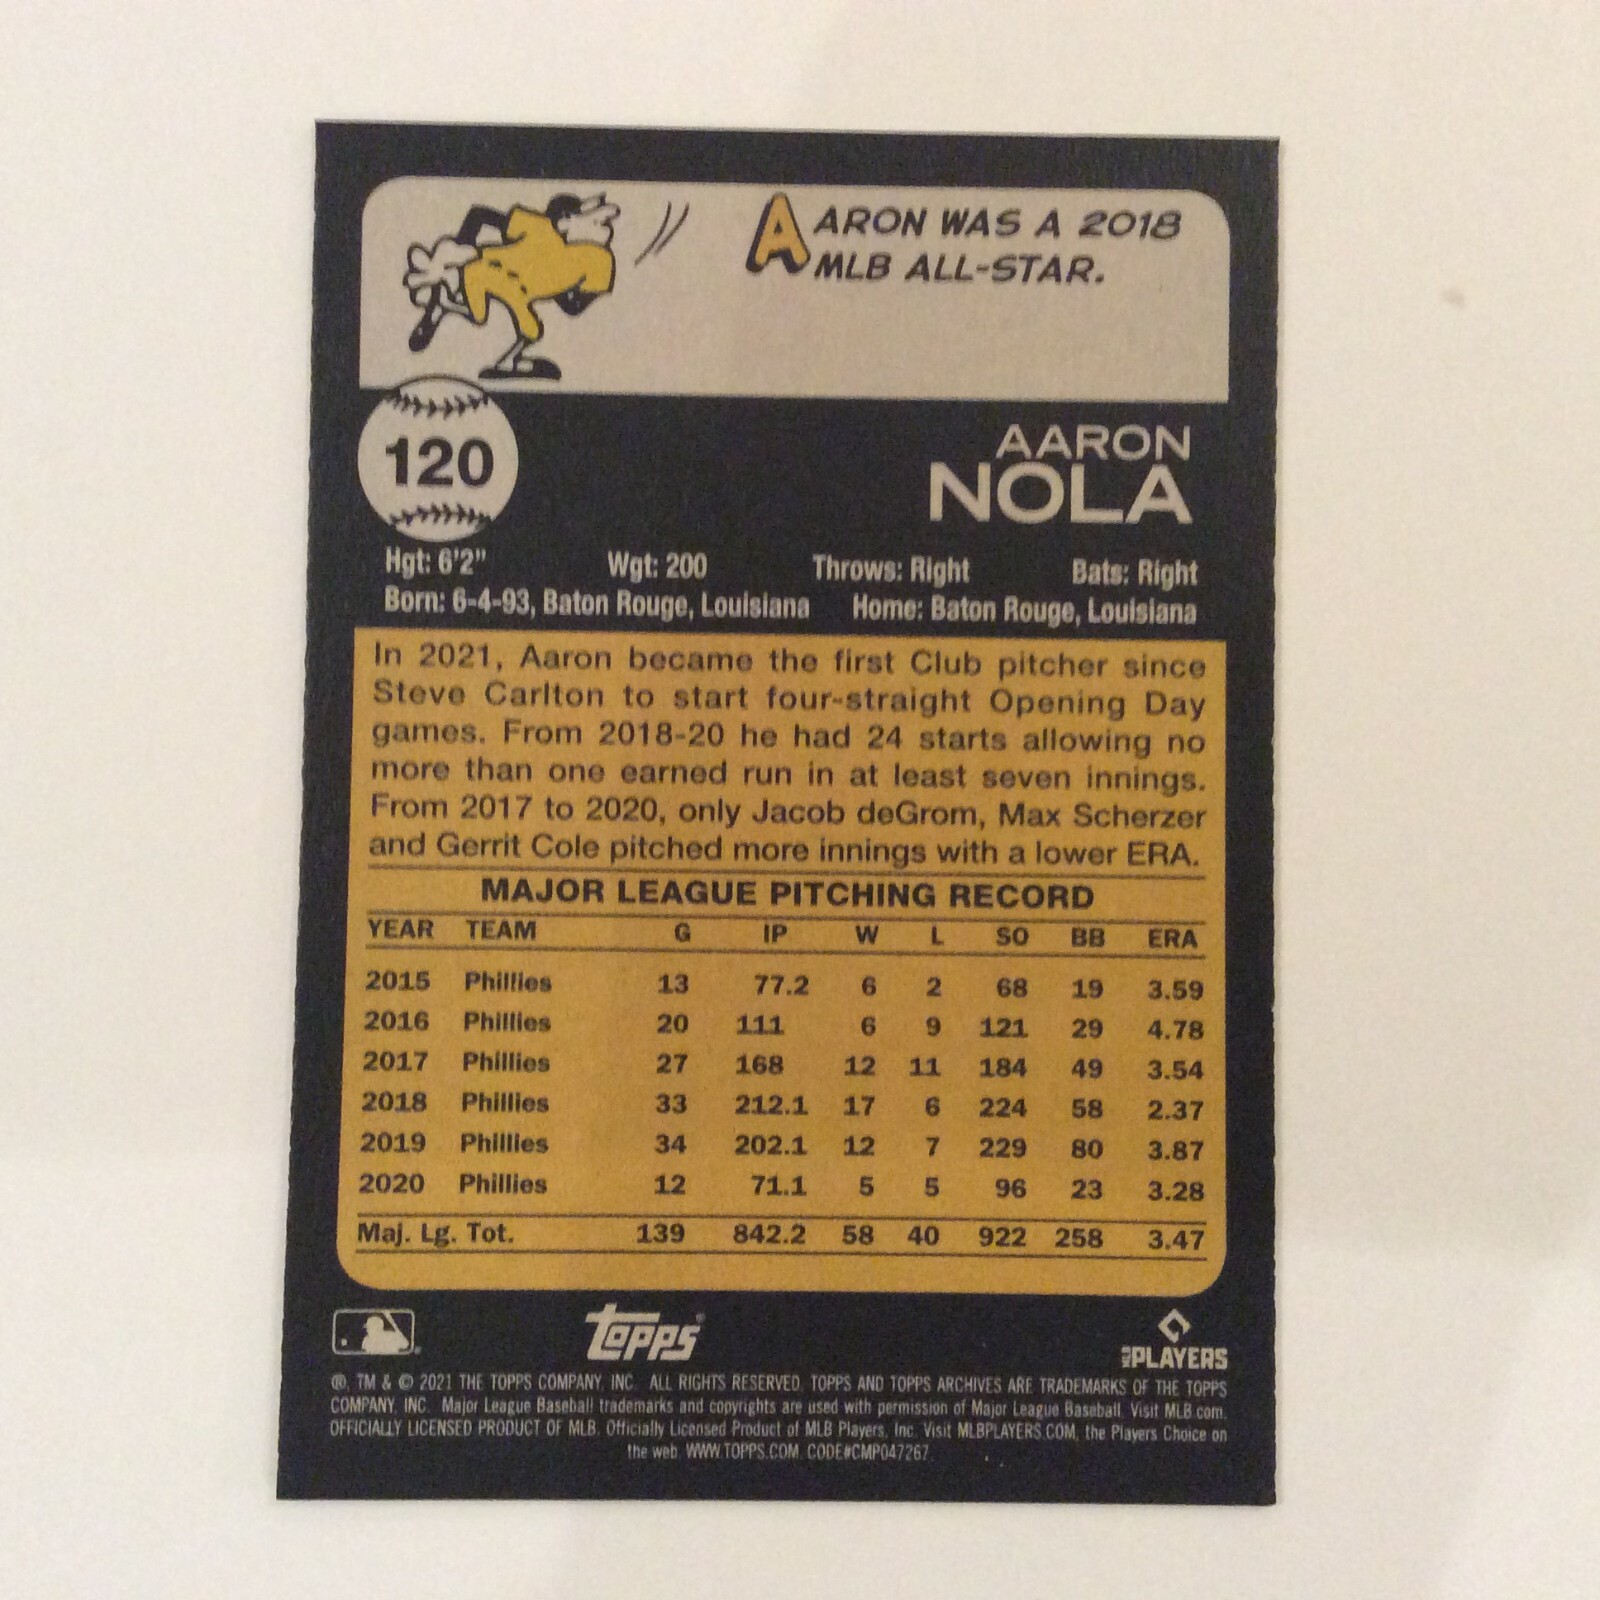 AARON WAS A 2018
MLB ALL-STAR.
120
AARON
NOLA
Hgt: 6'2" Wgt: 200 Throws: Right Bats: Right
Born: 6-4-93, Baton Rouge, Louisiana Home: Baton Rouge, Louisiana
In 2021, Aaron became the first Club pitcher since
Steve Carlton to start four-straight Opening Day
games. From 2018-20 he had 24 starts allowing no
more than one earned run in at least seven innings.
From 2017 to 2020, only Jacob deGrom, Max Scherzer
and Gerrit Cole pitched more innings with a lower ERA.
MAJOR LEAGUE PITCHING RECORD
YEAR TEAM G IP W L SO BB ERA
2015 Phillies 13 77.2 6 2 68 19 3.59
2016 Phillies 20 111 6 9 121 29 4.78
2017 Phillies 27 168 12 11 184 49 3.54
2018 Phillies 33 212.1 17 6 224 58 2.37
2019 Phillies 34 202.1 12 7 229 80 3.87
2020 Phillies 12 71.1 5 5 96 23 3.28
Maj. Lg. Tot. 139 842.2 58 40 922 258 3.47
Topps®
MLB PLAYERS
®, TM & © 2021 THE TOPPS COMPANY, INC. ALL RIGHTS RESERVED. TOPPS AND TOPPS ARCHIVES ARE TRADEMARKS OF THE TOPPS
COMPANY, INC. Major League Baseball trademarks and copyrights are used with permission of Major League Baseball. Visit MLB.com.
OFFICIALLY LICENSED PRODUCT OF MLB. Officially Licensed Product of MLB Players, Inc. Visit MLBPLAYERS.COM, the Players Choice on
the web. WWW.TOPPS.COM. CODE#CMP047267